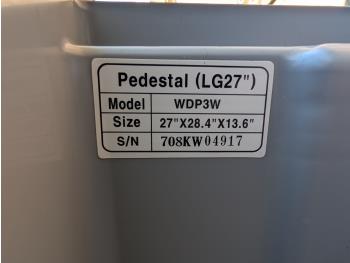 Pedestal (LG27")
Model WDP3W
Size 27"X28.4"X13.6"
S/N 708KW04917